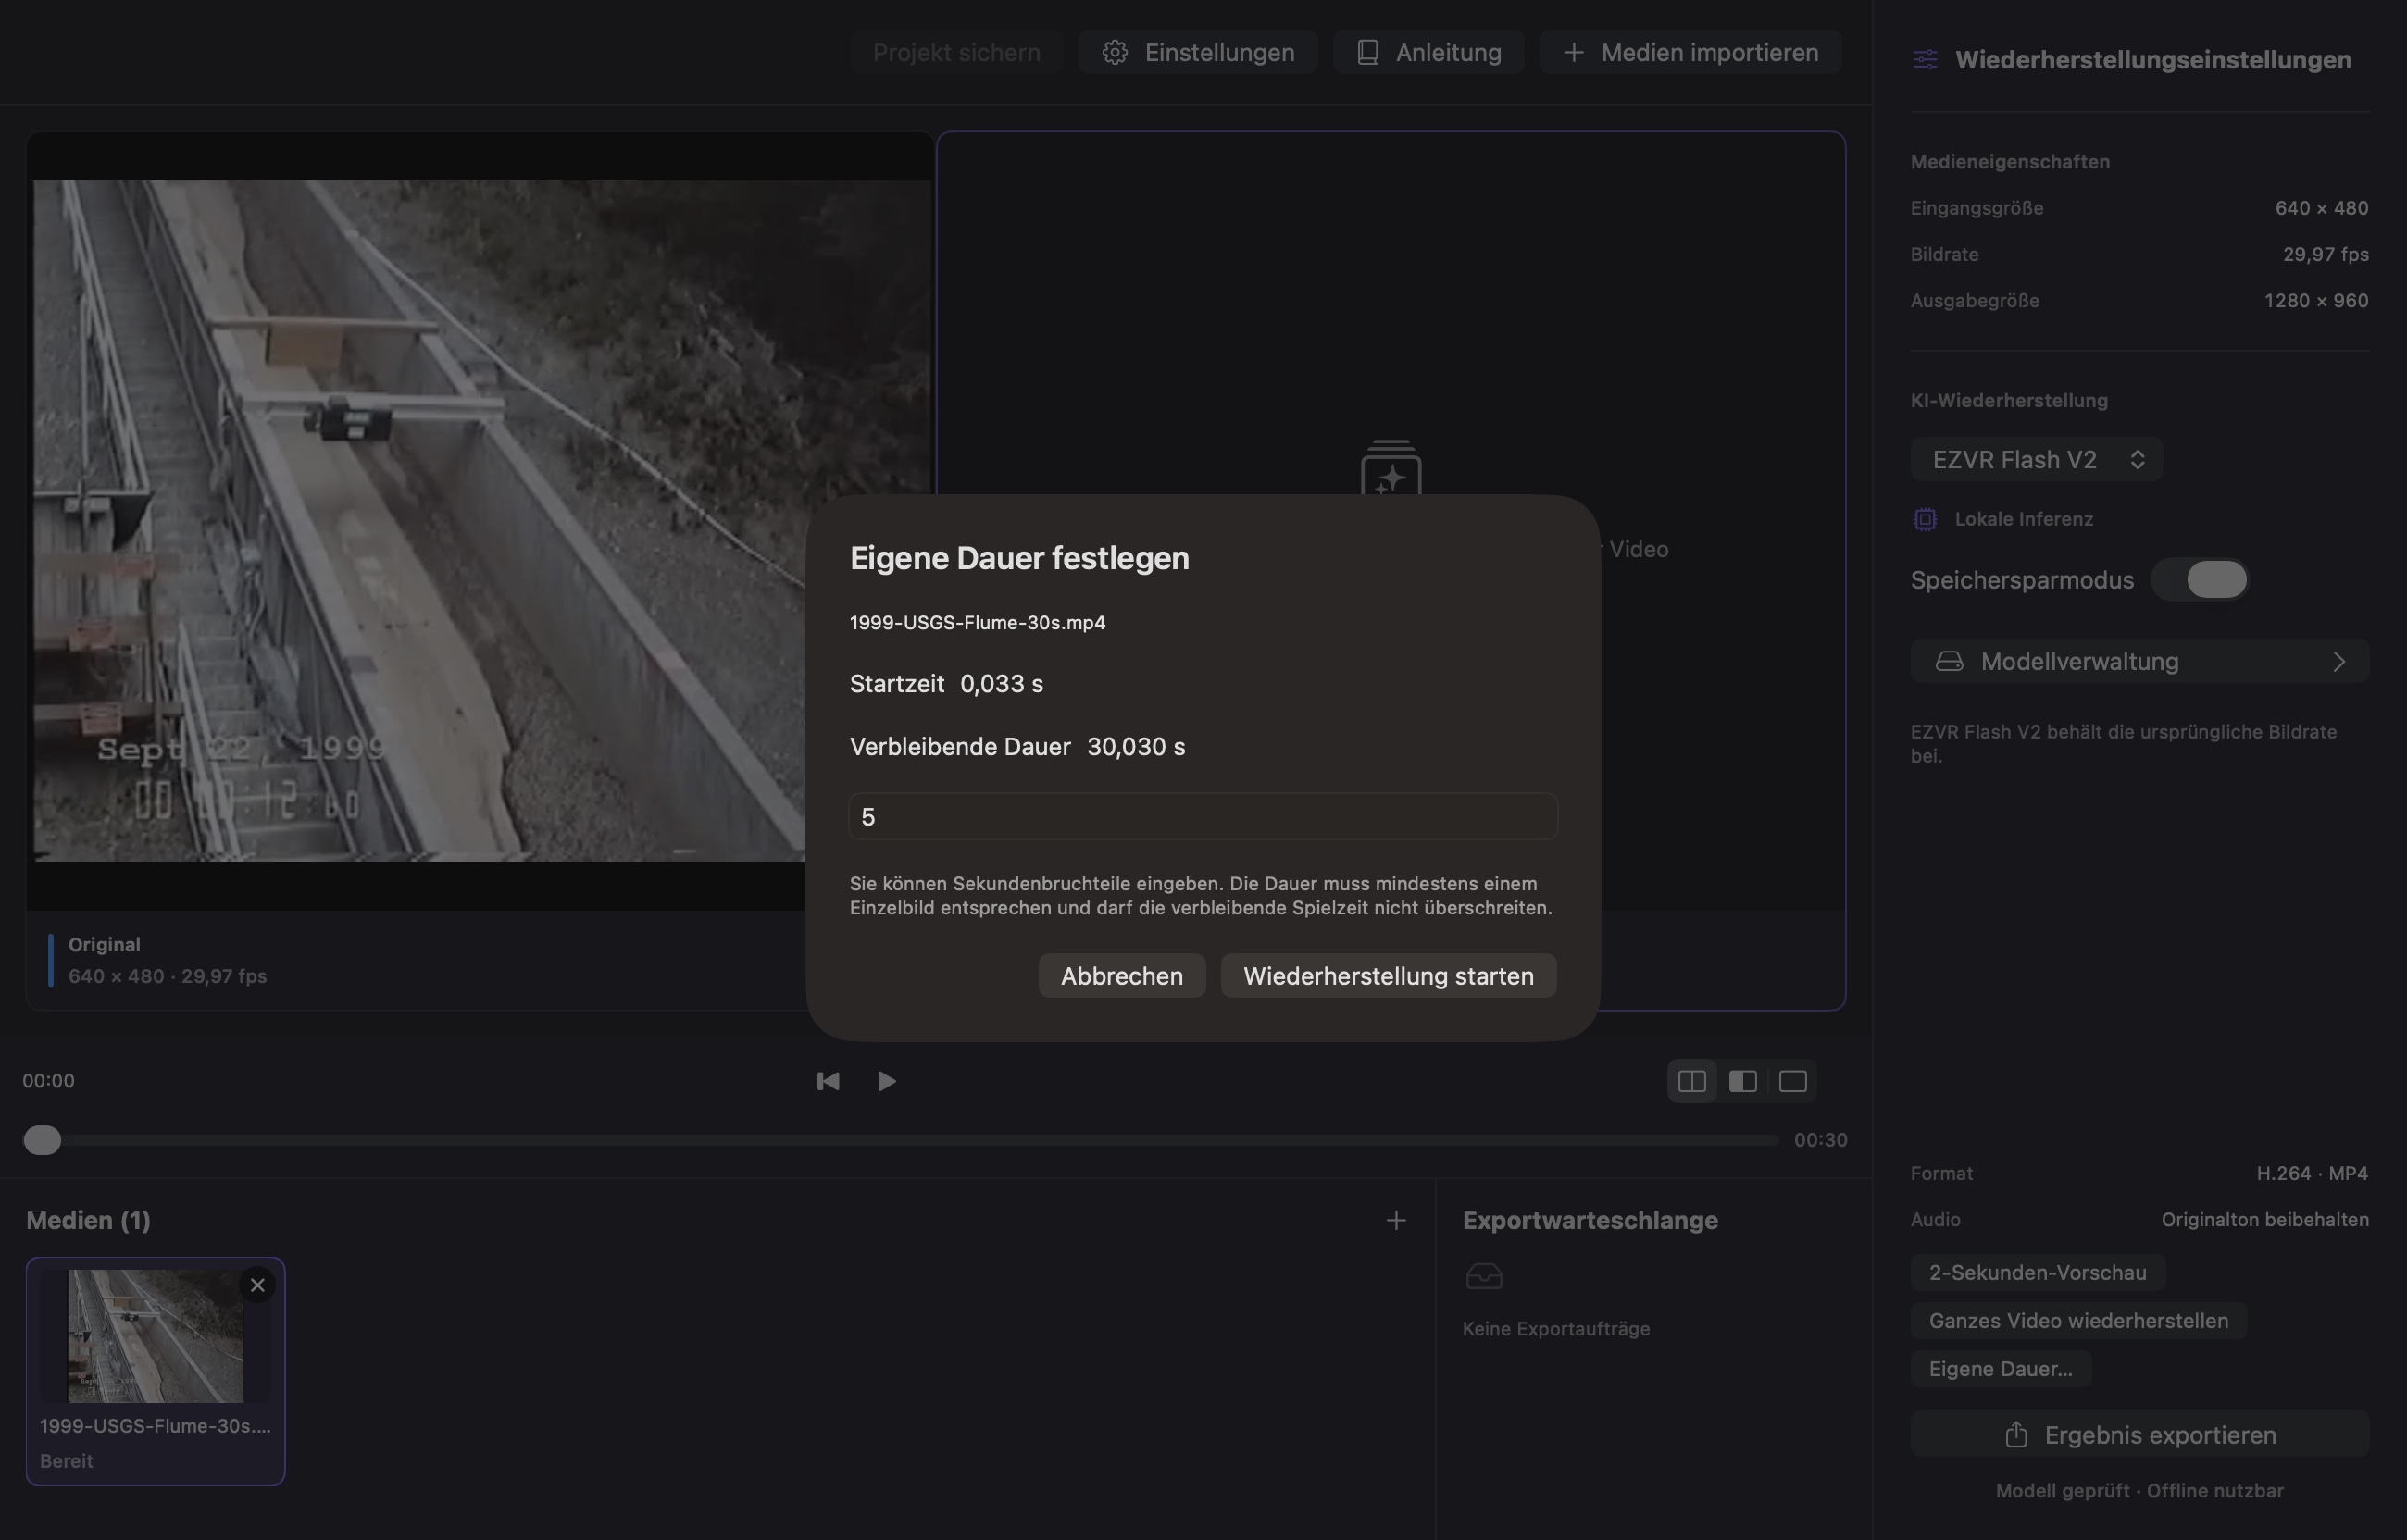 Projekt sichern
Einstellungen
Anleitung
Medien importieren
Wiederherstellungseinstellungen
Medieneigenschaften
Eingangsgröße 640 × 480
Bildrate 29,97 fps
Ausgabegröße 1280 × 960
KI-Wiederherstellung
EZVR Flash V2
Lokale Inferenz
Speichersparmodus
Modellverwaltung
EZVR Flash V2 behält die ursprüngliche Bildrate
bei.
Sept 22, 1999
Video
Eigene Dauer festlegen
1999-USGS-Flume-30s.mp4
Startzeit 0,033 s
Verbleibende Dauer 30,030 s
5
Sie können Sekundenbruchteile eingeben. Die Dauer muss mindestens einem
Einzelbild entsprechen und darf die verbleibende Spielzeit nicht überschreiten.
Abbrechen
Wiederherstellung starten
Original
640 × 480 · 29,97 fps
00:00
00:30
Medien (1)
1999-USGS-Flume-30s....
Bereit
Exportwarteschlange
Keine Exportaufträge
Format H.264 · MP4
Audio Originalton beibehalten
2-Sekunden-Vorschau
Ganzes Video wiederherstellen
Eigene Dauer...
Ergebnis exportieren
Modell geprüft · Offline nutzbar